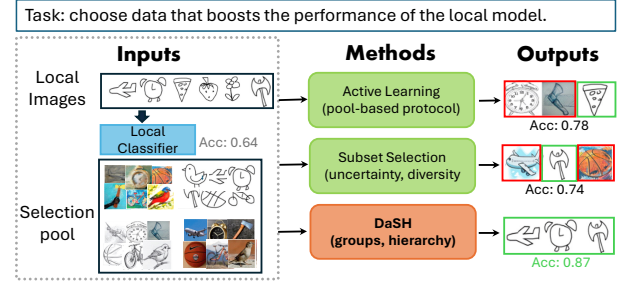 Task: choose data that boosts the performance of the local model.
Inputs
Methods
Outputs
Local
Images
Active Learning
(pool-based protocol)
Acc: 0.78
Local
Classifier
Acc: 0.64
Subset Selection
(uncertainty, diversity
Acc: 0.74
Selection
pool
DaSH
(groups, hierarchy)
Acc: 0.87